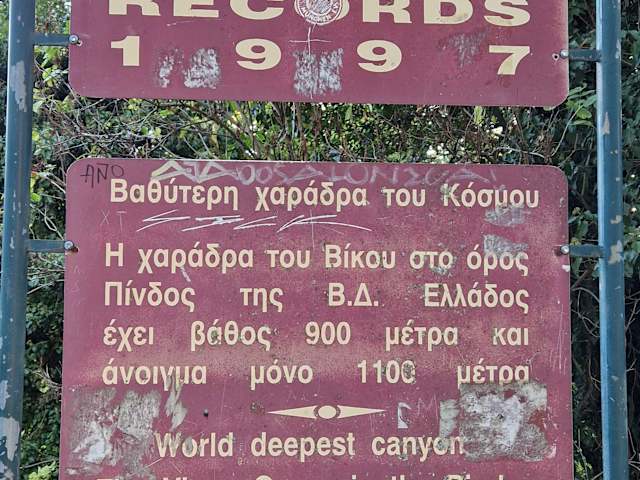 RECORDS
1997
Βαθύτερη χαράδρα του Κόσμου
Η χαράδρα του Βίκου στο όρος
Πίνδος της Β.Δ. Ελλάδος
έχει βάθος 900 μέτρα και
άνοιγμα μόνο 1100 μέτρα
World deepest canyon